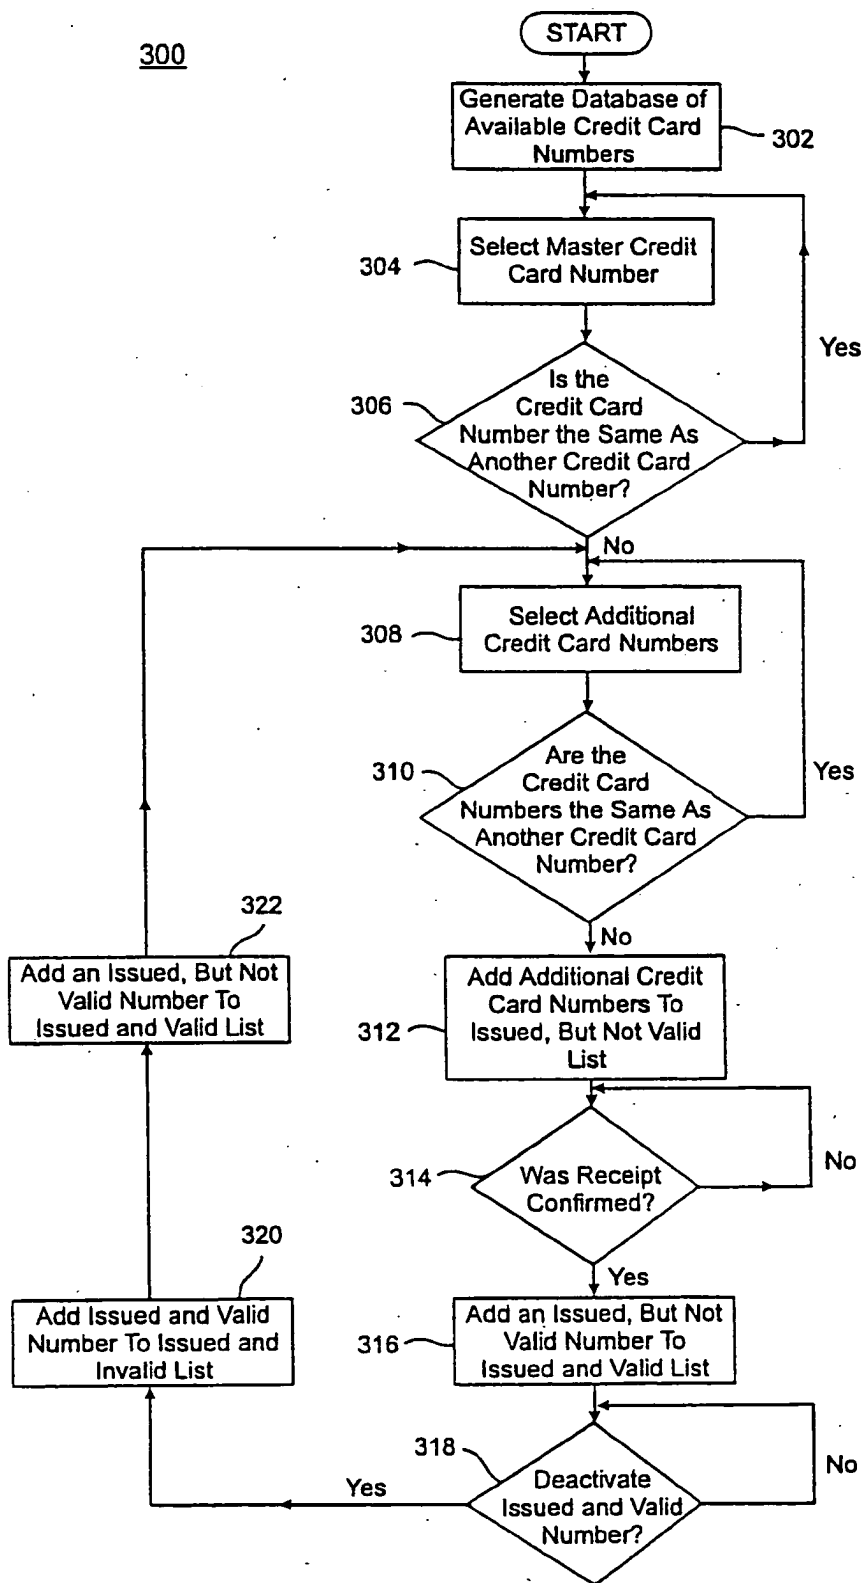 300
START
Generate Database of
Available Credit Card
Numbers
302
304
Select Master Credit
Card Number
Yes
306
Is the
Credit Card
Number the Same As
Another Credit Card
Number?
No
308
Select Additional
Credit Card Numbers
310
Are the
Credit Card
Numbers the Same As
Another Credit Card
Number?
Yes
No
322
Add an Issued, But Not
Valid Number To
Issued and Valid List
312
Add Additional Credit
Card Numbers To
Issued, But Not Valid
List
314
Was Receipt
Confirmed?
No
Yes
320
Add Issued and Valid
Number To Issued and
Invalid List
316
Add an Issued, But Not
Valid Number To
Issued and Valid List
318
Deactivate
Issued and Valid
Number?
No
Yes